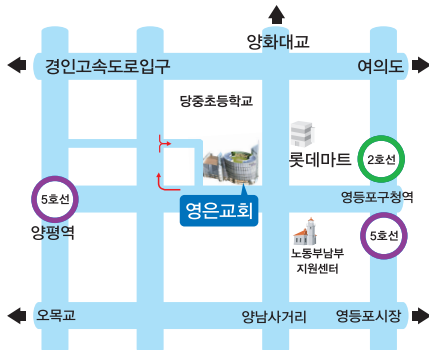 양화대교
경인고속도로입구
여의도
당중초등학교
롯데마트
2호선
5호선
영등포구청역
영은교회
5호선
양평역
노동부남부
지원센터
오목교
양남사거리
영등포시장